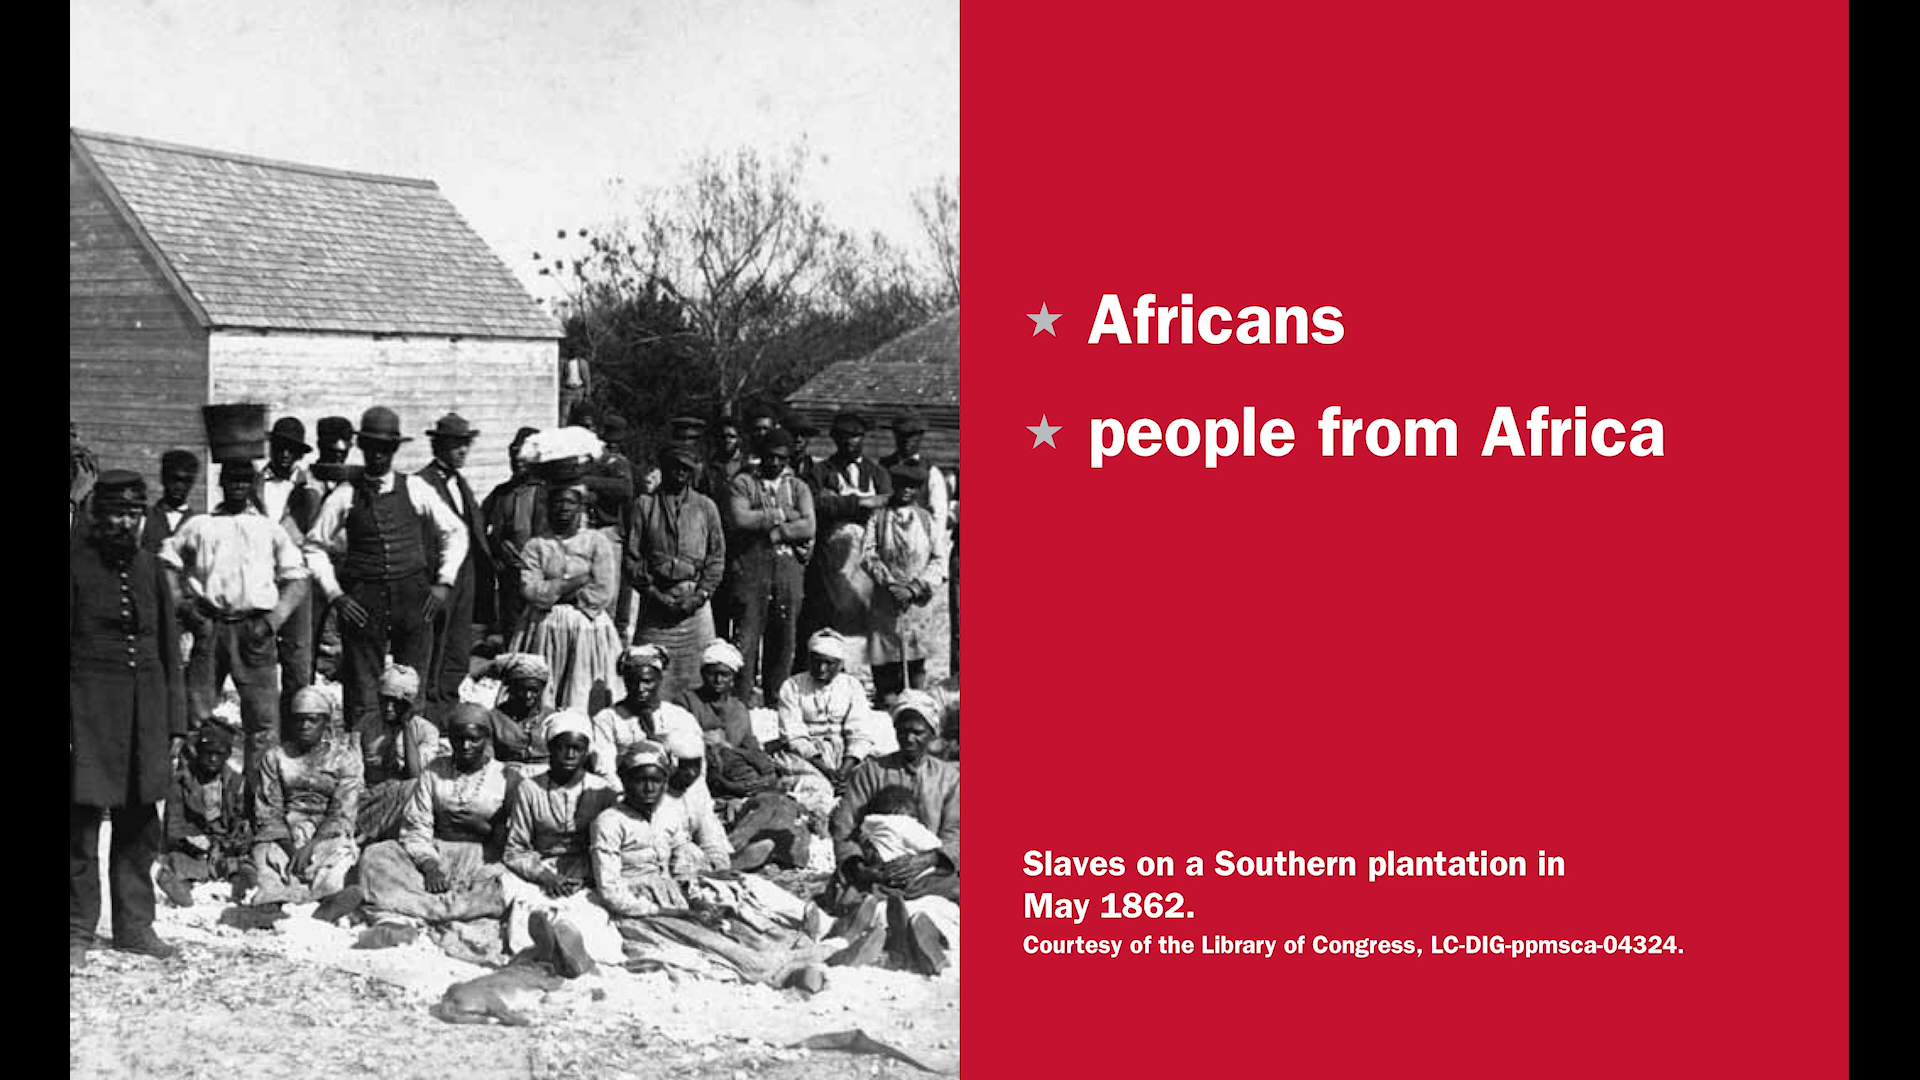 Africans
people from Africa
Slaves on a Southern plantation in
May 1862.
Courtesy of the Library of Congress, LC-DIG-ppmsca-04324.